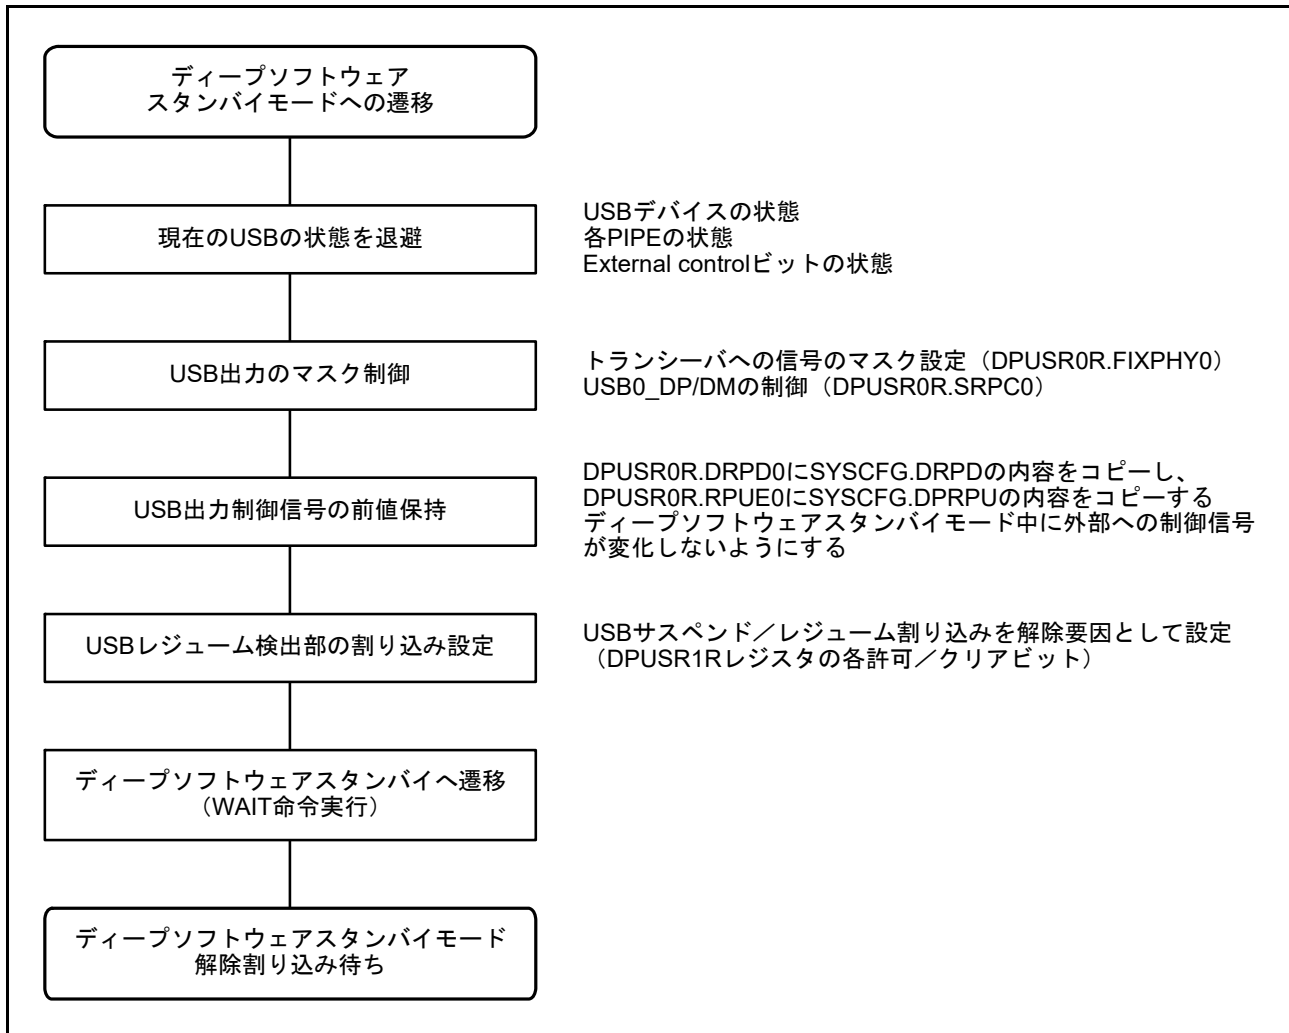 ディープソフトウェア
スタンバイモードへの遷移
現在のUSBの状態を退避
USBデバイスの状態
各PIPEの状態
External controlビットの状態
USB出力のマスク制御
トランシーバへの信号のマスク設定（DPUSR0R.FIXPHY0）
USB0_DP/DMの制御（DPUSR0R.SRPC0）
USB出力制御信号の前値保持
DPUSR0R.DRPD0にSYSCFG.DRPDの内容をコピーし、
DPUSR0R.RPUE0にSYSCFG.DPRPUの内容をコピーする
ディープソフトウェアスタンバイモード中に外部への制御信号
が変化しないようにする
USBレジューム検出部の割り込み設定
USBサスペンド／レジューム割り込みを解除要因として設定
（DPUSR1Rレジスタの各許可／クリアビット）
ディープソフトウェアスタンバイへ遷移
（WAIT命令実行）
ディープソフトウェアスタンバイモード
解除割り込み待ち